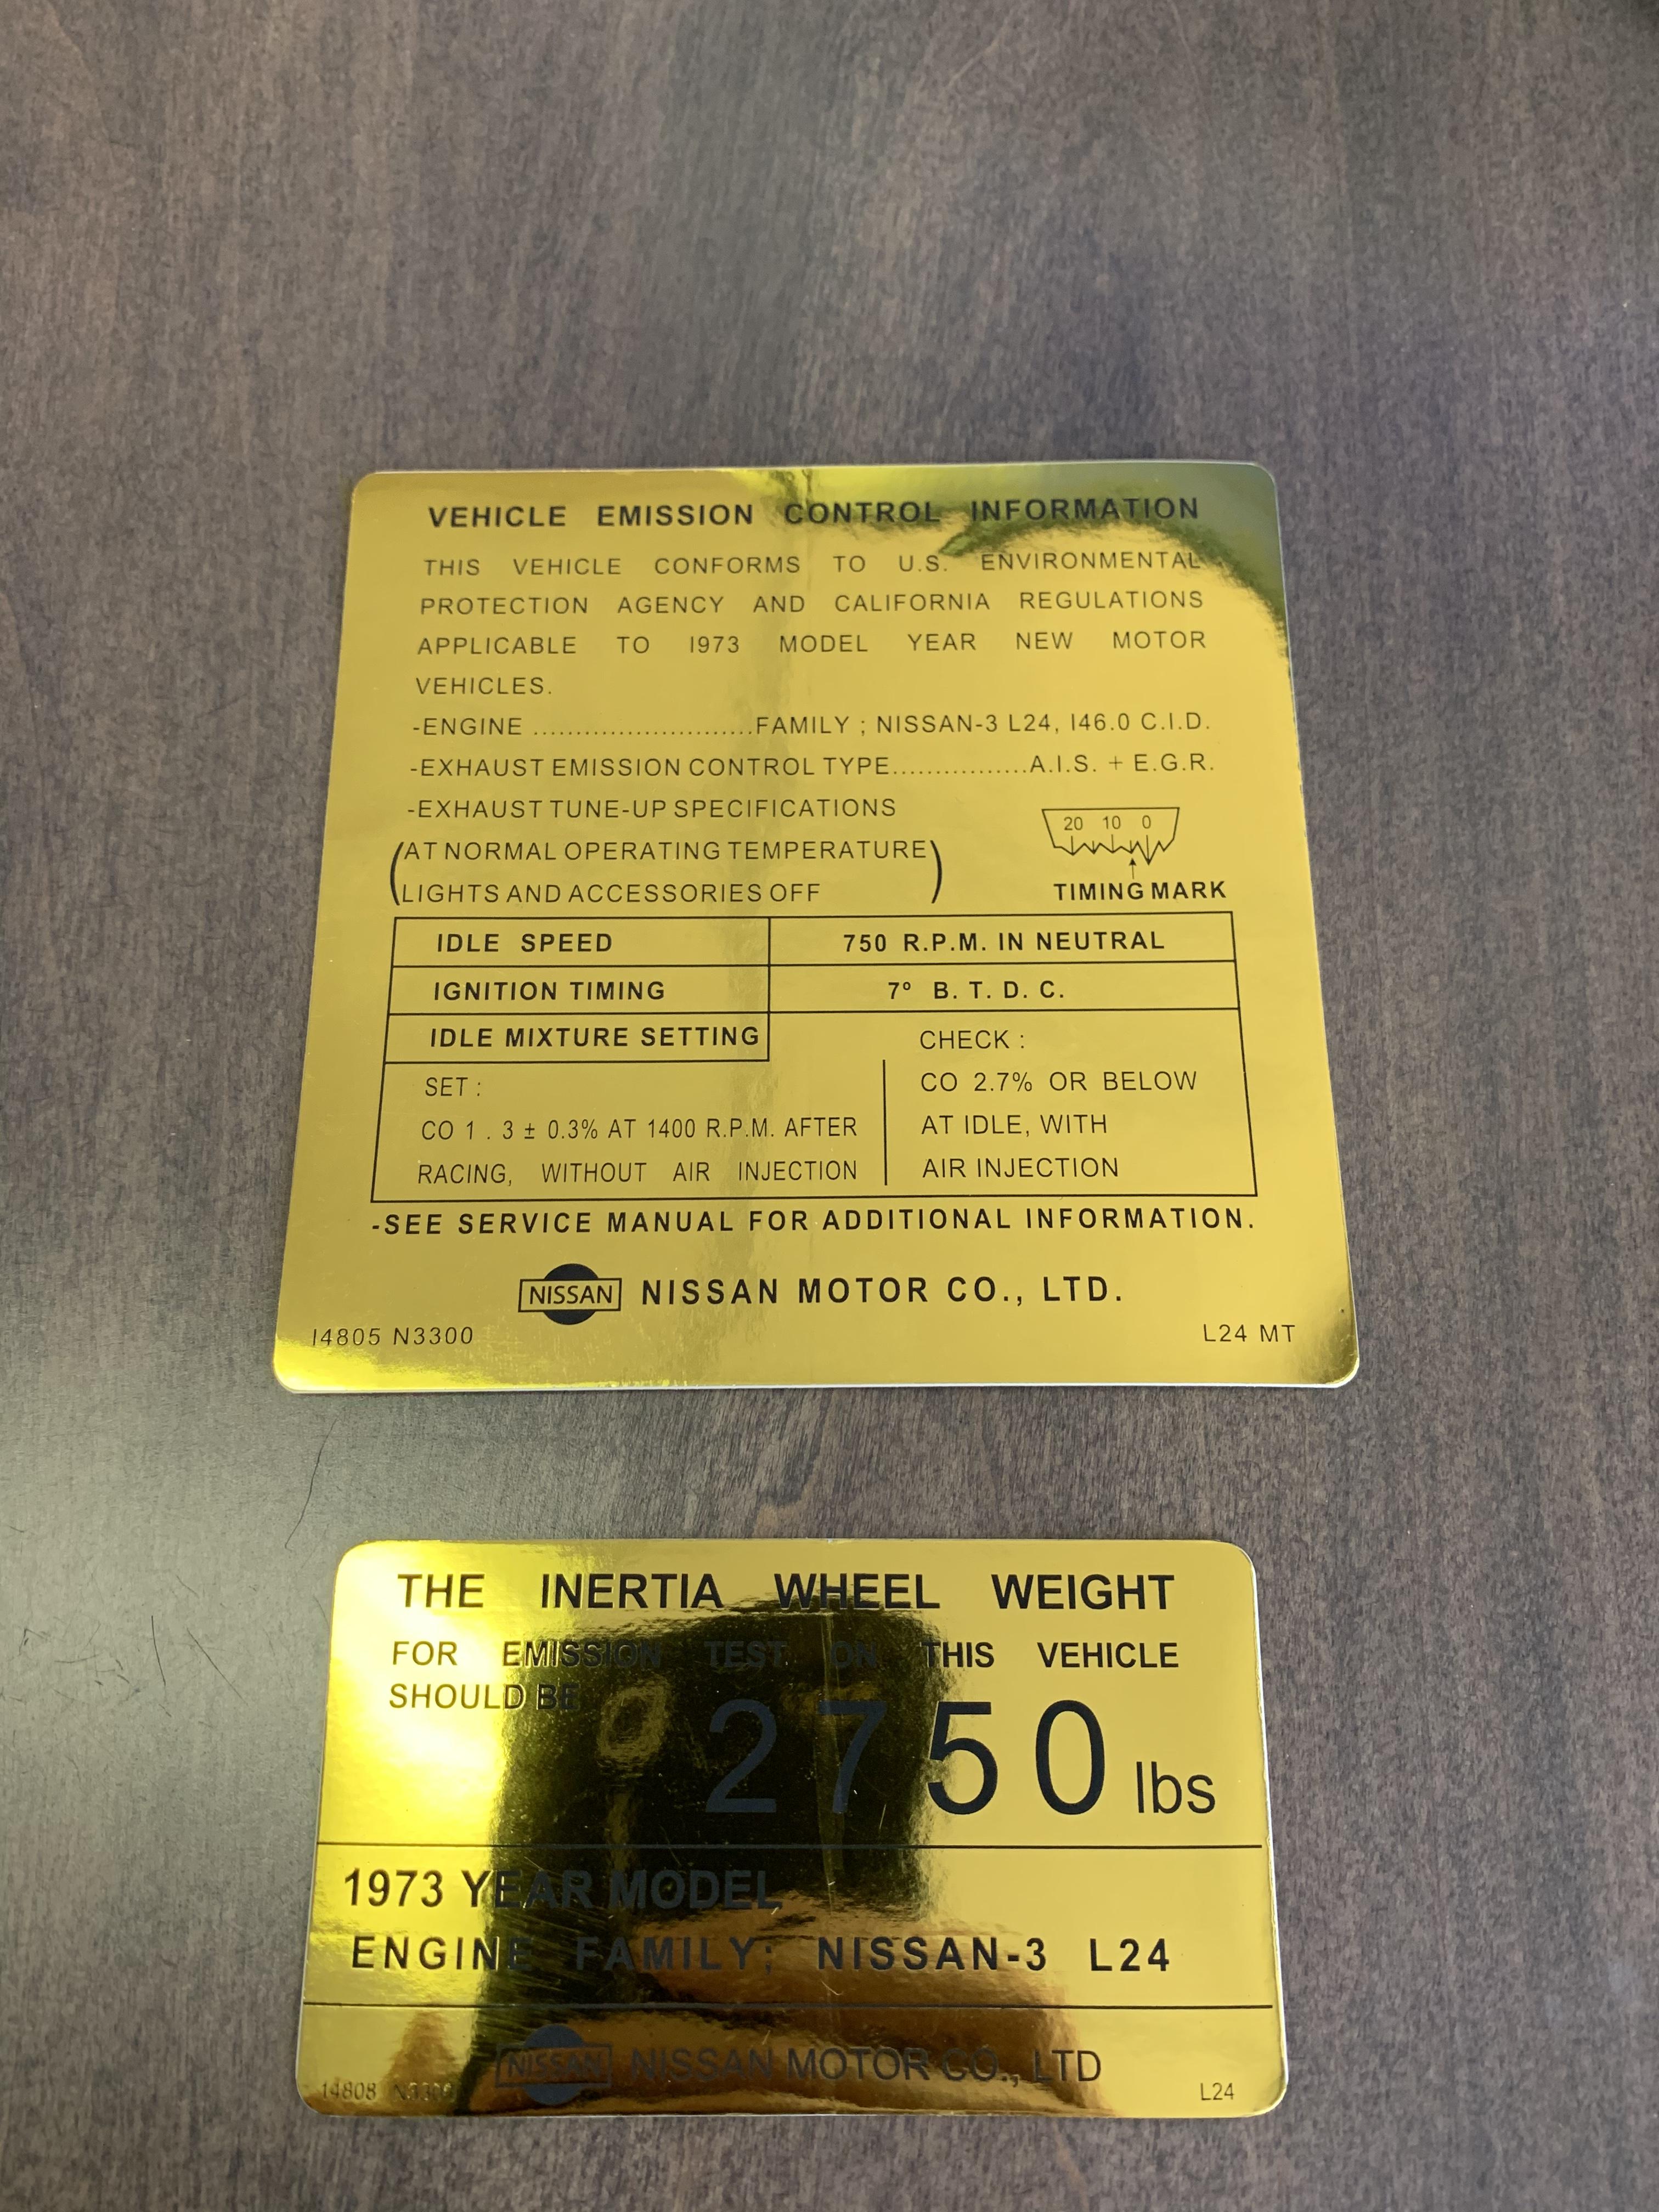 VEHICLE EMISSION CONTROL INFORMATION
THIS VEHICLE CONFORMS TO U.S. ENVIRONMENTAL
PROTECTION AGENCY AND CALIFORNIA REGULATIONS
APPLICABLE TO I973 MODEL YEAR NEW MOTOR
VEHICLES.
-ENGINE ..........................FAMILY ; NISSAN-3 L24, I46.0 C.I.D.
-EXHAUST EMISSION CONTROL TYPE................A.I.S. + E.G.R.
-EXHAUST TUNE-UP SPECIFICATIONS
(AT NORMAL OPERATING TEMPERATURE
LIGHTS AND ACCESSORIES OFF)
20 10 0
TIMING MARK
IDLE SPEED 750 R.P.M. IN NEUTRAL
IGNITION TIMING 7º B. T. D. C.
IDLE MIXTURE SETTING
SET :
CO 1 . 3 ± 0.3% AT 1400 R.P.M. AFTER
RACING, WITHOUT AIR INJECTION
CHECK :
CO 2.7% OR BELOW
AT IDLE, WITH
AIR INJECTION
-SEE SERVICE MANUAL FOR ADDITIONAL INFORMATION.
NISSAN NISSAN MOTOR CO., LTD.
I4805 N3300 L24 MT
THE INERTIA WHEEL WEIGHT
FOR EMISSION TEST ON THIS VEHICLE
SHOULD BE
2750 lbs
1973 YEAR MODEL
ENGINE FAMILY; NISSAN-3 L24
NISSAN NISSAN MOTOR CO., LTD
14808 L24